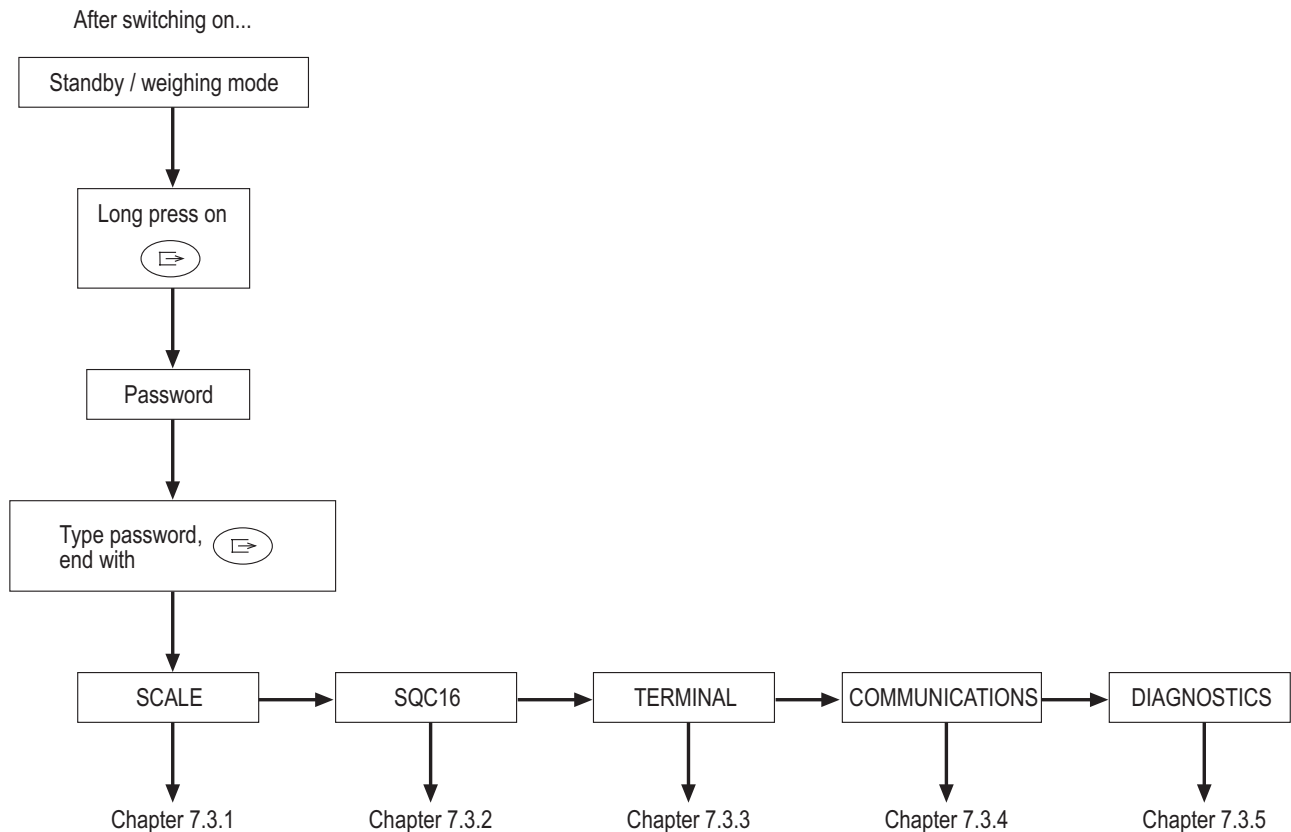 After switching on...
Standby / weighing mode
Long press on
Password
Type password,
end with
SCALE
SQC16
TERMINAL
COMMUNICATIONS
DIAGNOSTICS
Chapter 7.3.1
Chapter 7.3.2
Chapter 7.3.3
Chapter 7.3.4
Chapter 7.3.5